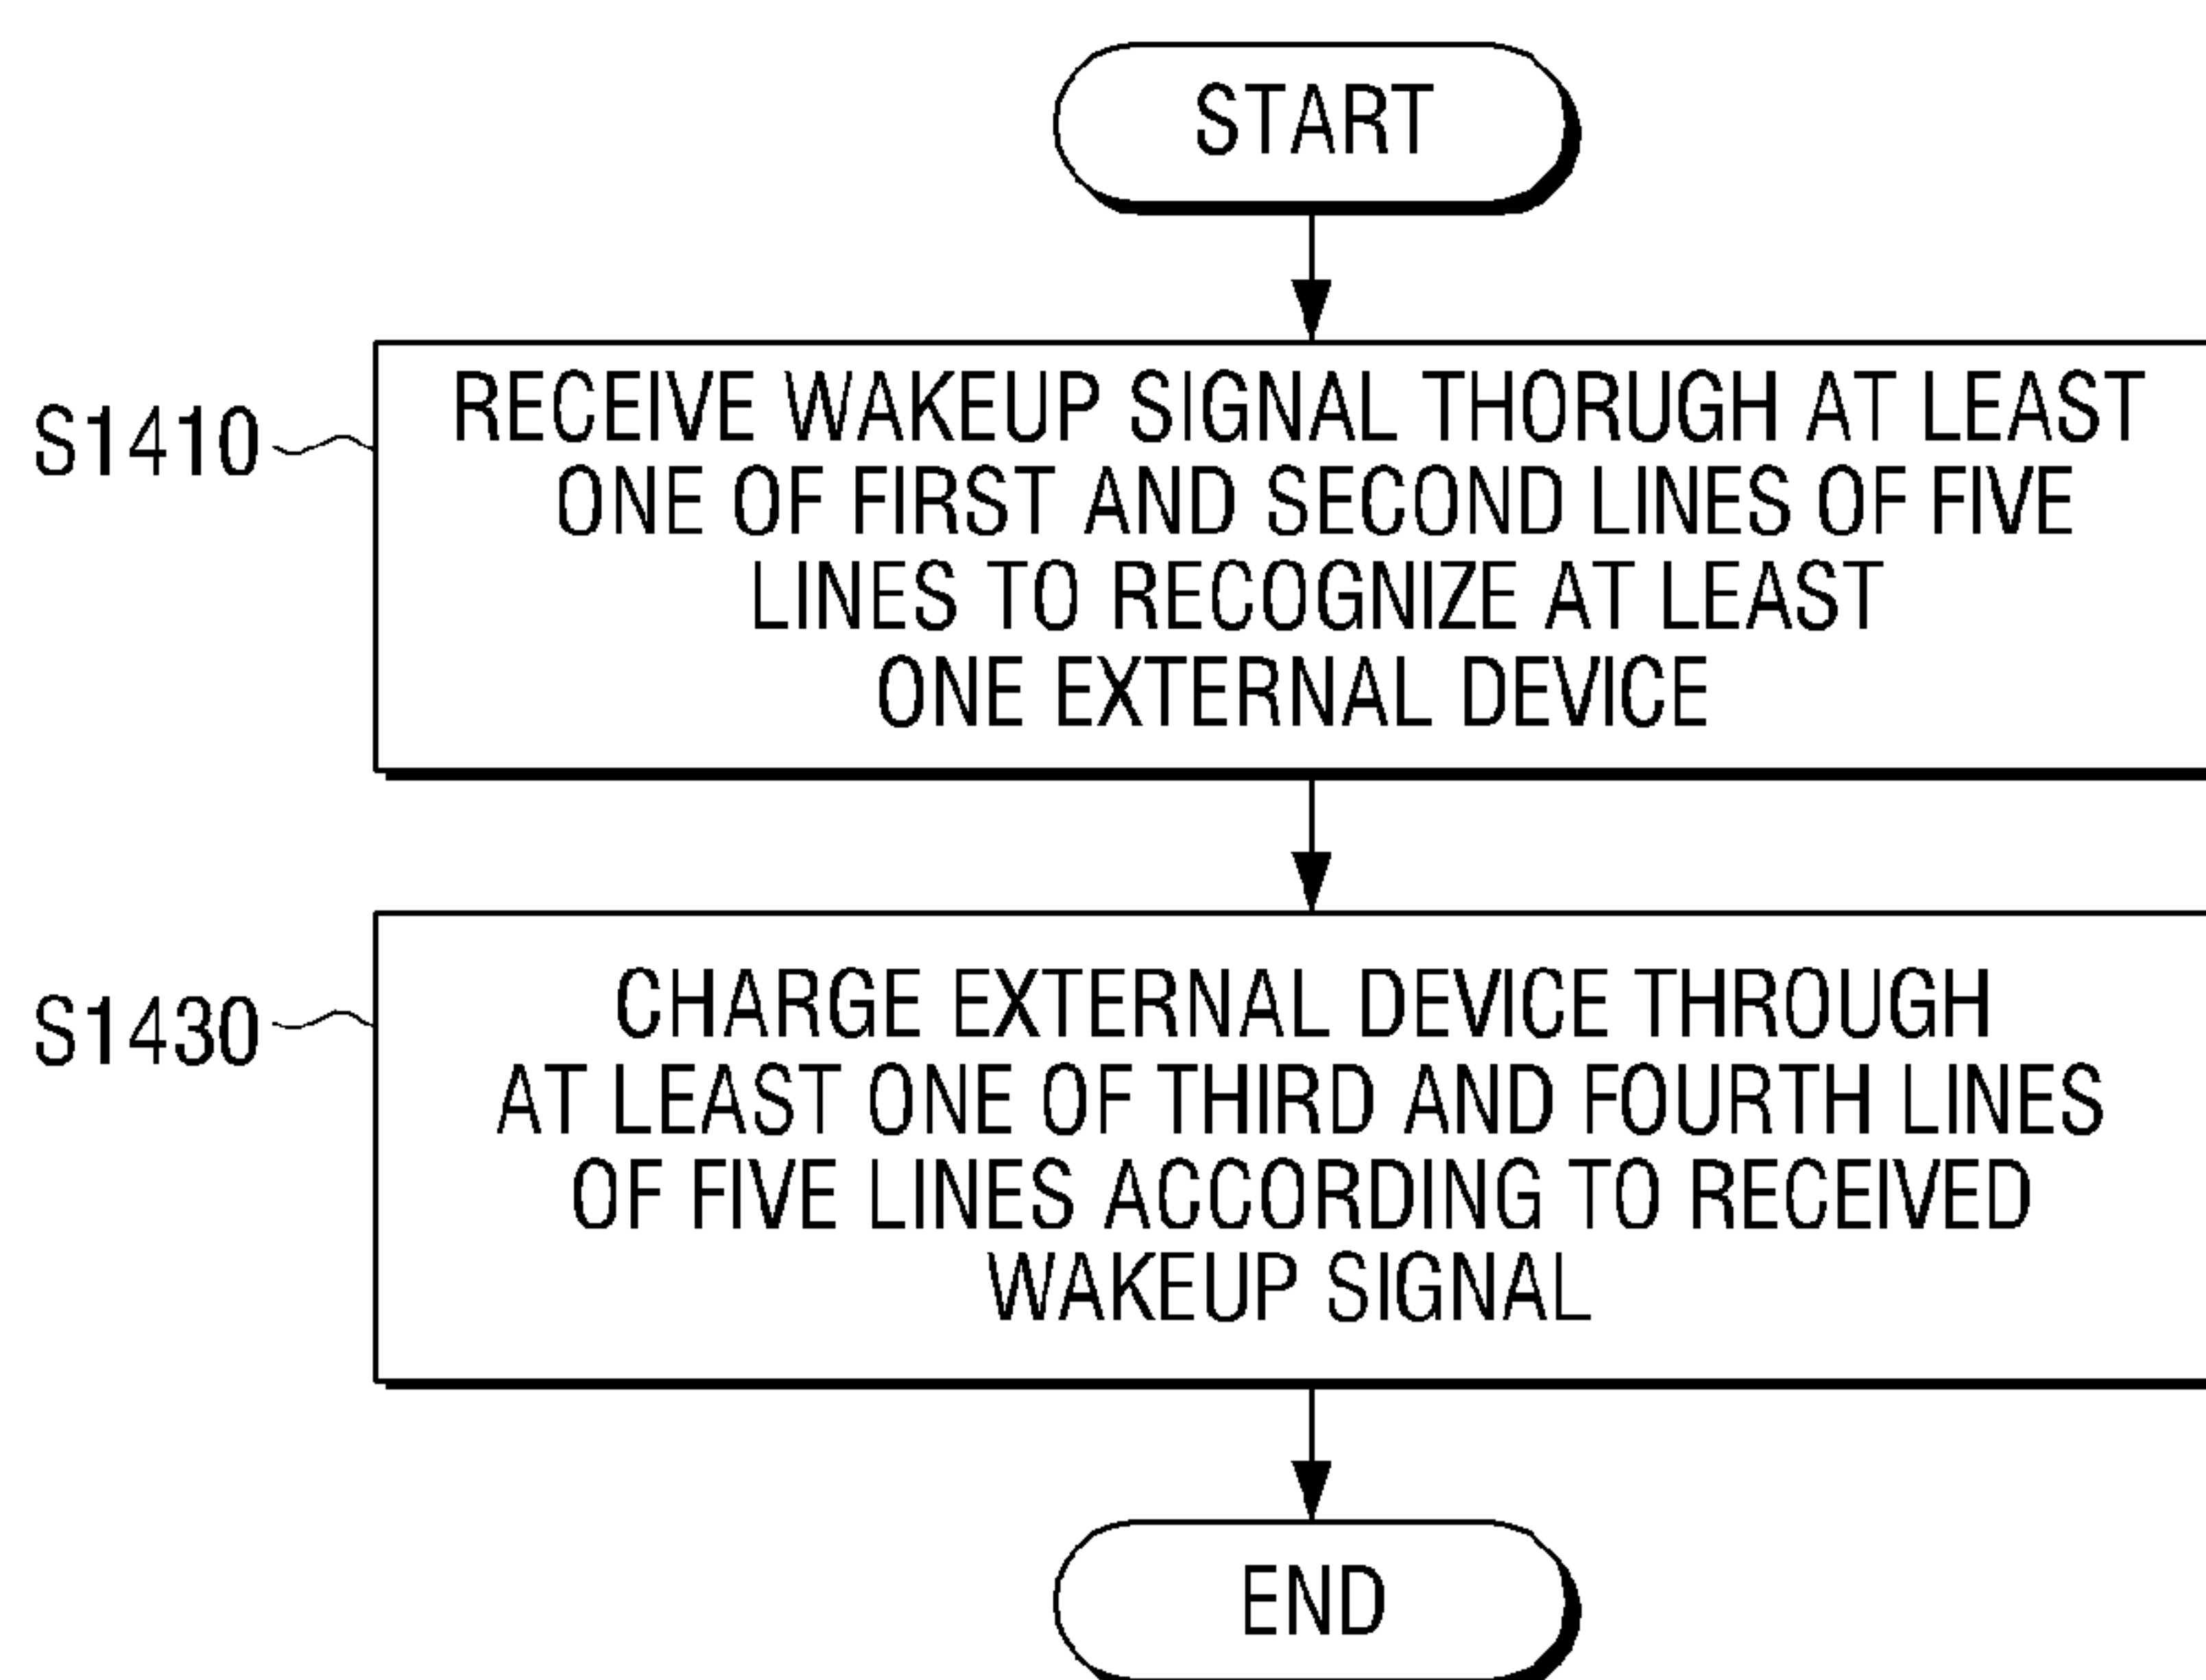 START
S1410
RECEIVE WAKEUP SIGNAL THORUGH AT LEAST
ONE OF FIRST AND SECOND LINES OF FIVE
LINES TO RECOGNIZE AT LEAST
ONE EXTERNAL DEVICE
S1430
CHARGE EXTERNAL DEVICE THROUGH
AT LEAST ONE OF THIRD AND FOURTH LINES
OF FIVE LINES ACCORDING TO RECEIVED
WAKEUP SIGNAL
END